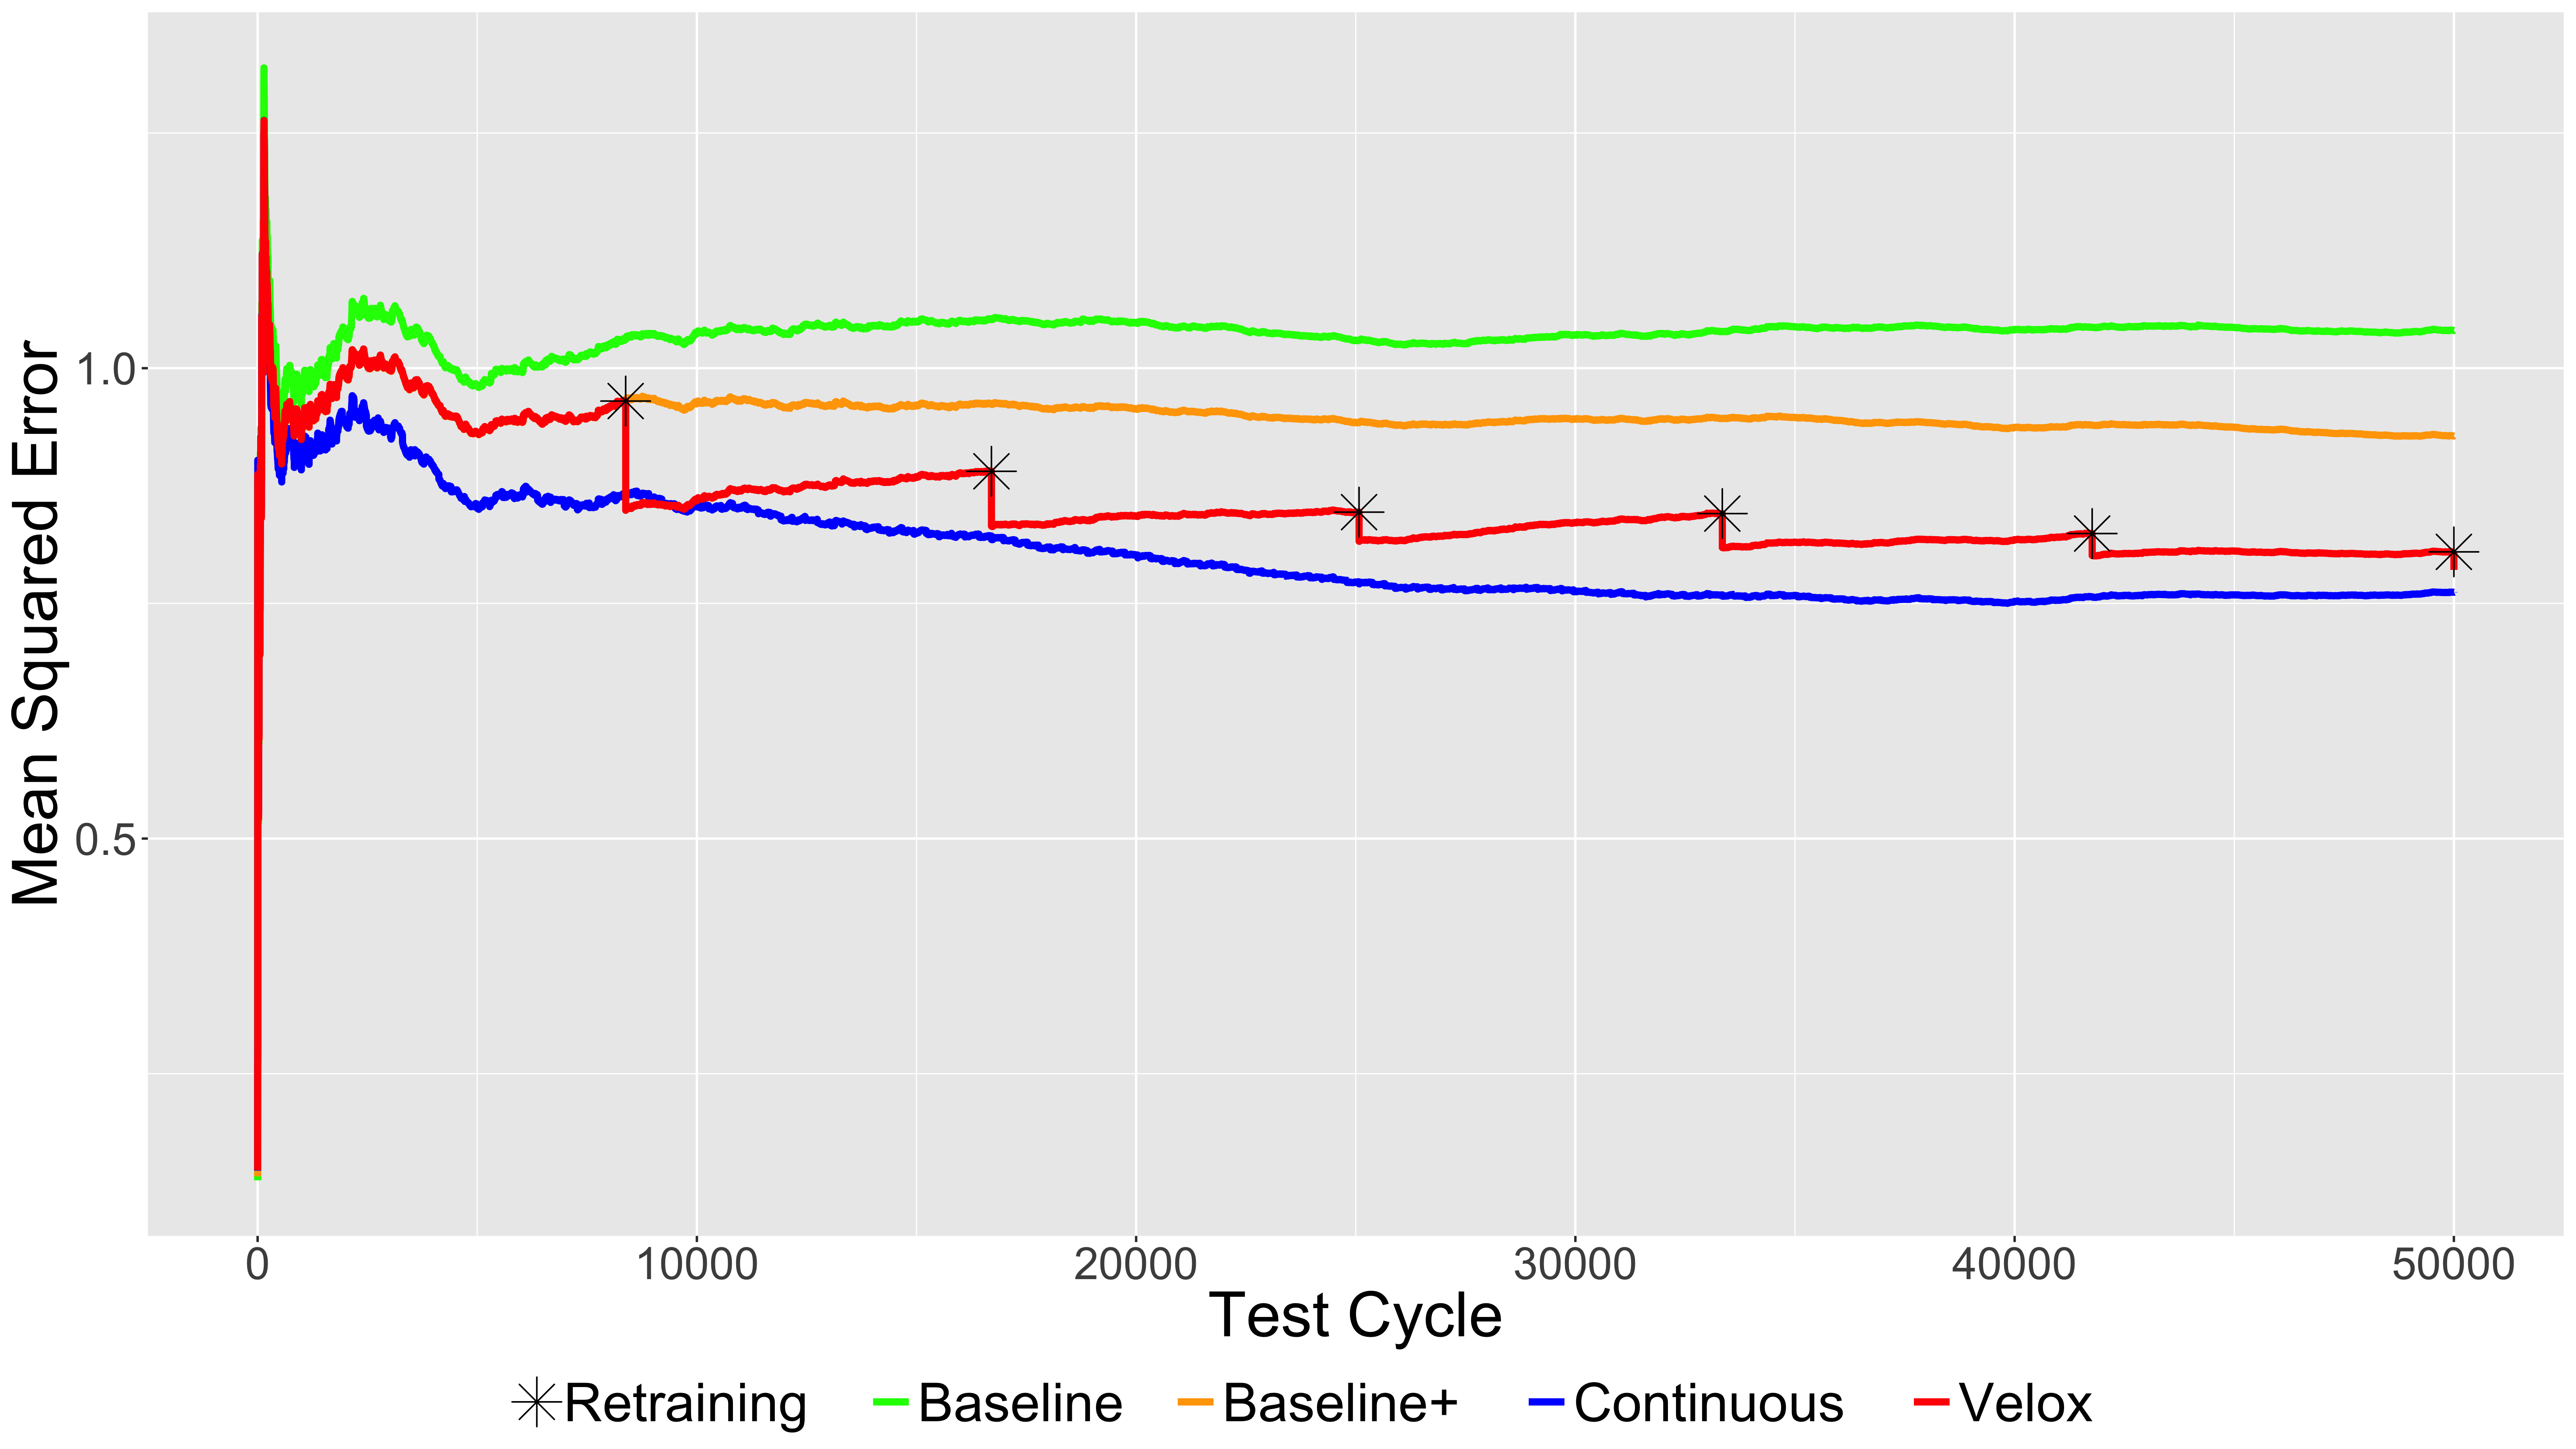 Mean Squared Error
1.0
0.5
0 10000 20000 30000 40000 50000
Test Cycle
Retraining Baseline Baseline+ Continuous Velox